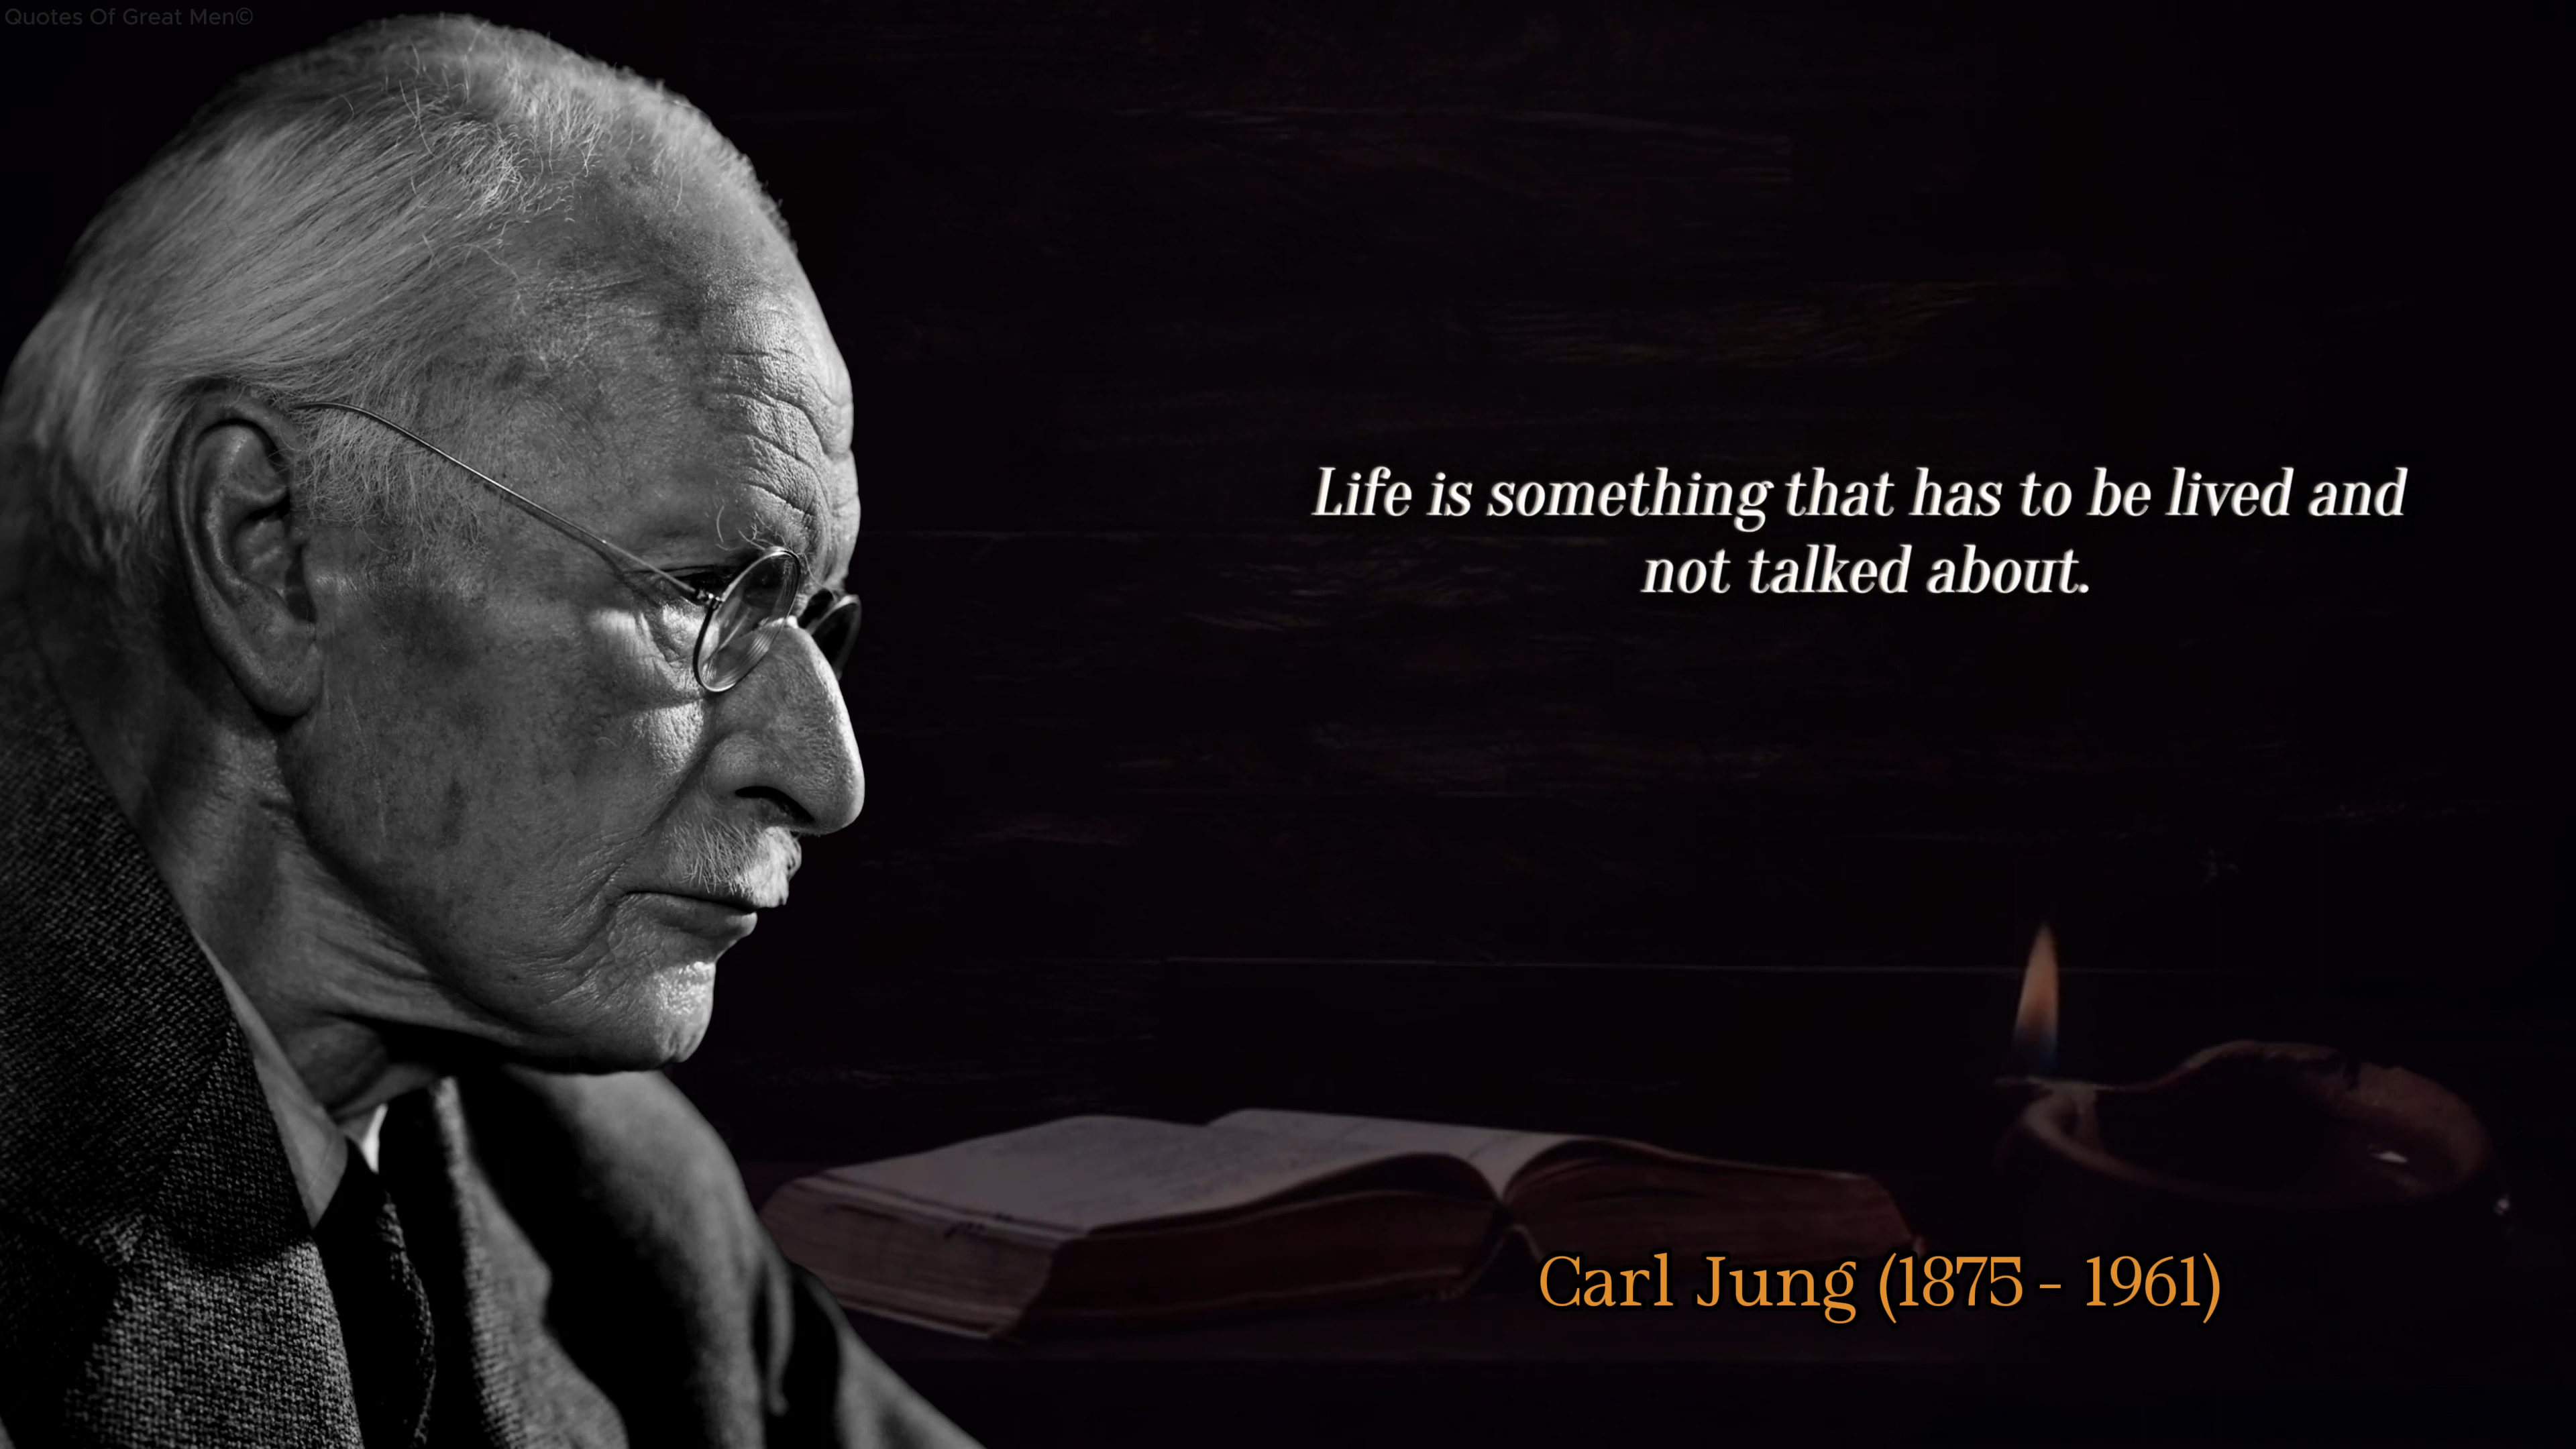 Quotes Of Great Men©
Life is something that has to be lived and
not talked about.
Carl Jung (1875 - 1961)